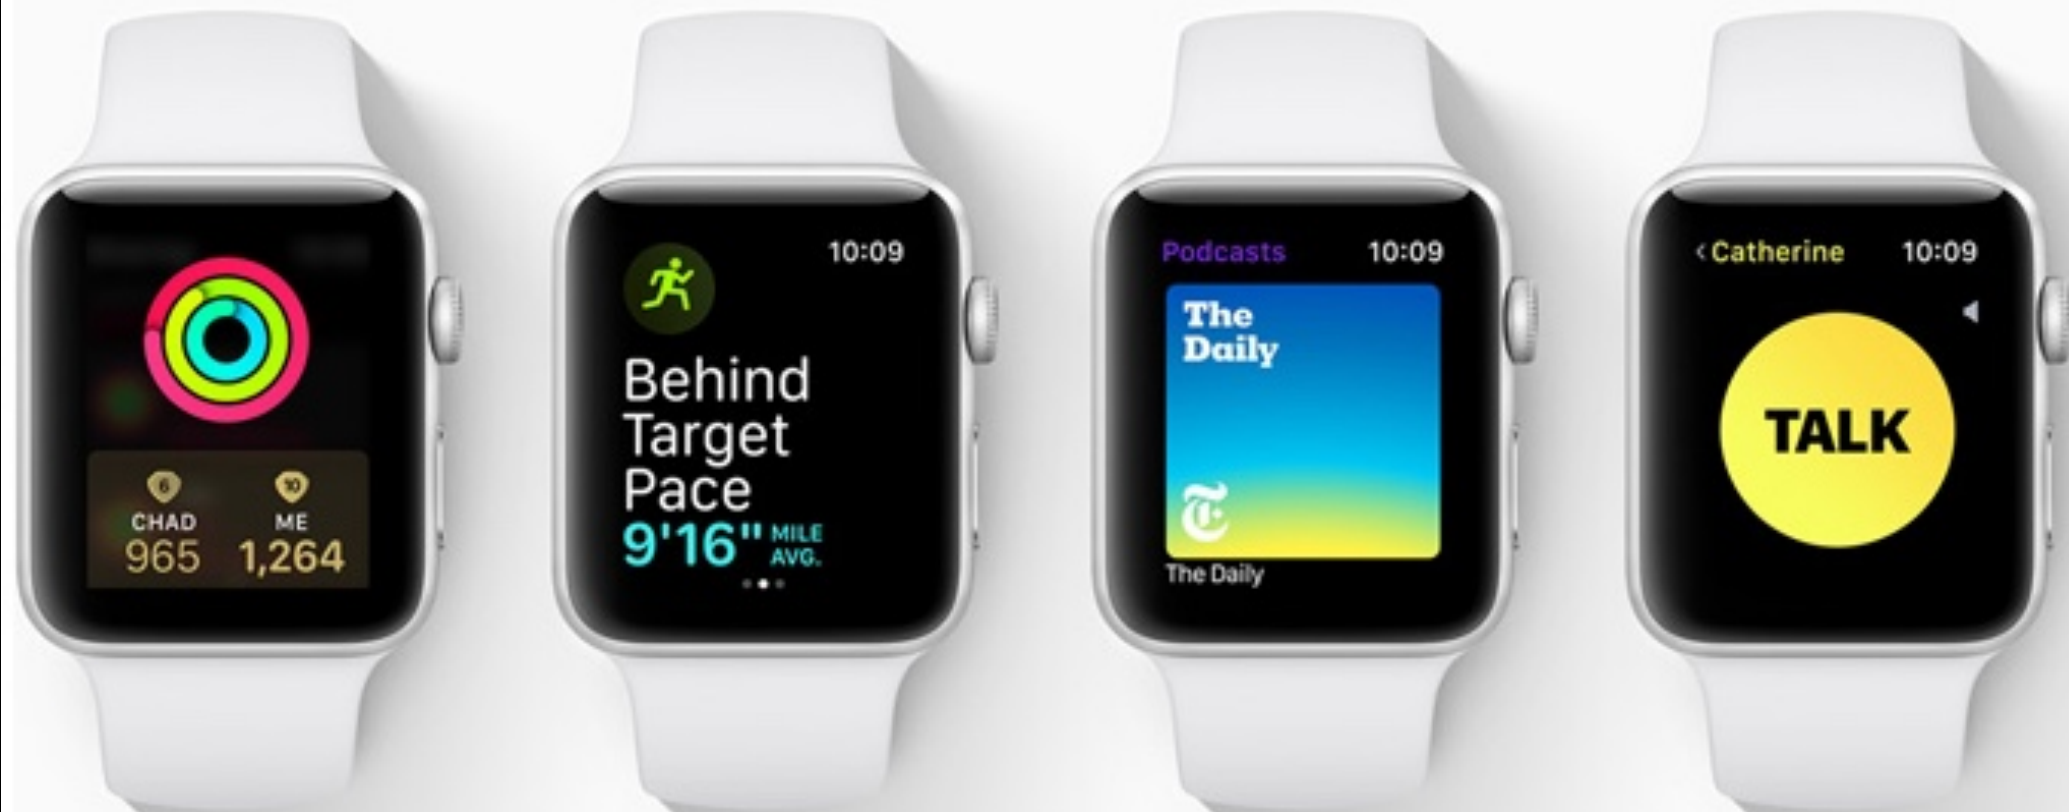 6
10
CHAD
ME
965
1,264
10:09
Behind
Target
Pace
9'16" MILE
AVG.
Podcasts 10:09
The
Daily
T
The Daily
<Catherine 10:09
TALK